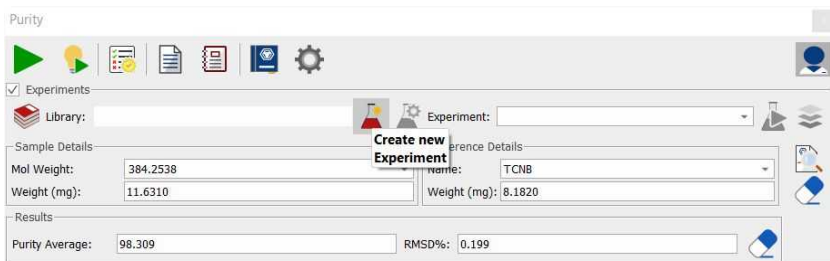 Purity
Experiments
Library:
Experiment:
Create new
Experiment
Sample Details
erence Details
Mol Weight: 384.2538
Name: TCNB
Weight (mg): 11.6310
Weight (mg): 8.1820
Results
Purity Average: 98.309
RMSD%: 0.199